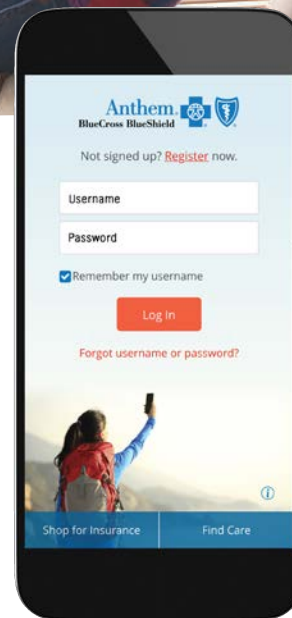 Anthem.
BlueCross BlueShield
Not signed up? Register now.
Username
Password
Remember my username
Log In
Forgot username or password?
Shop for Insurance
Find Care